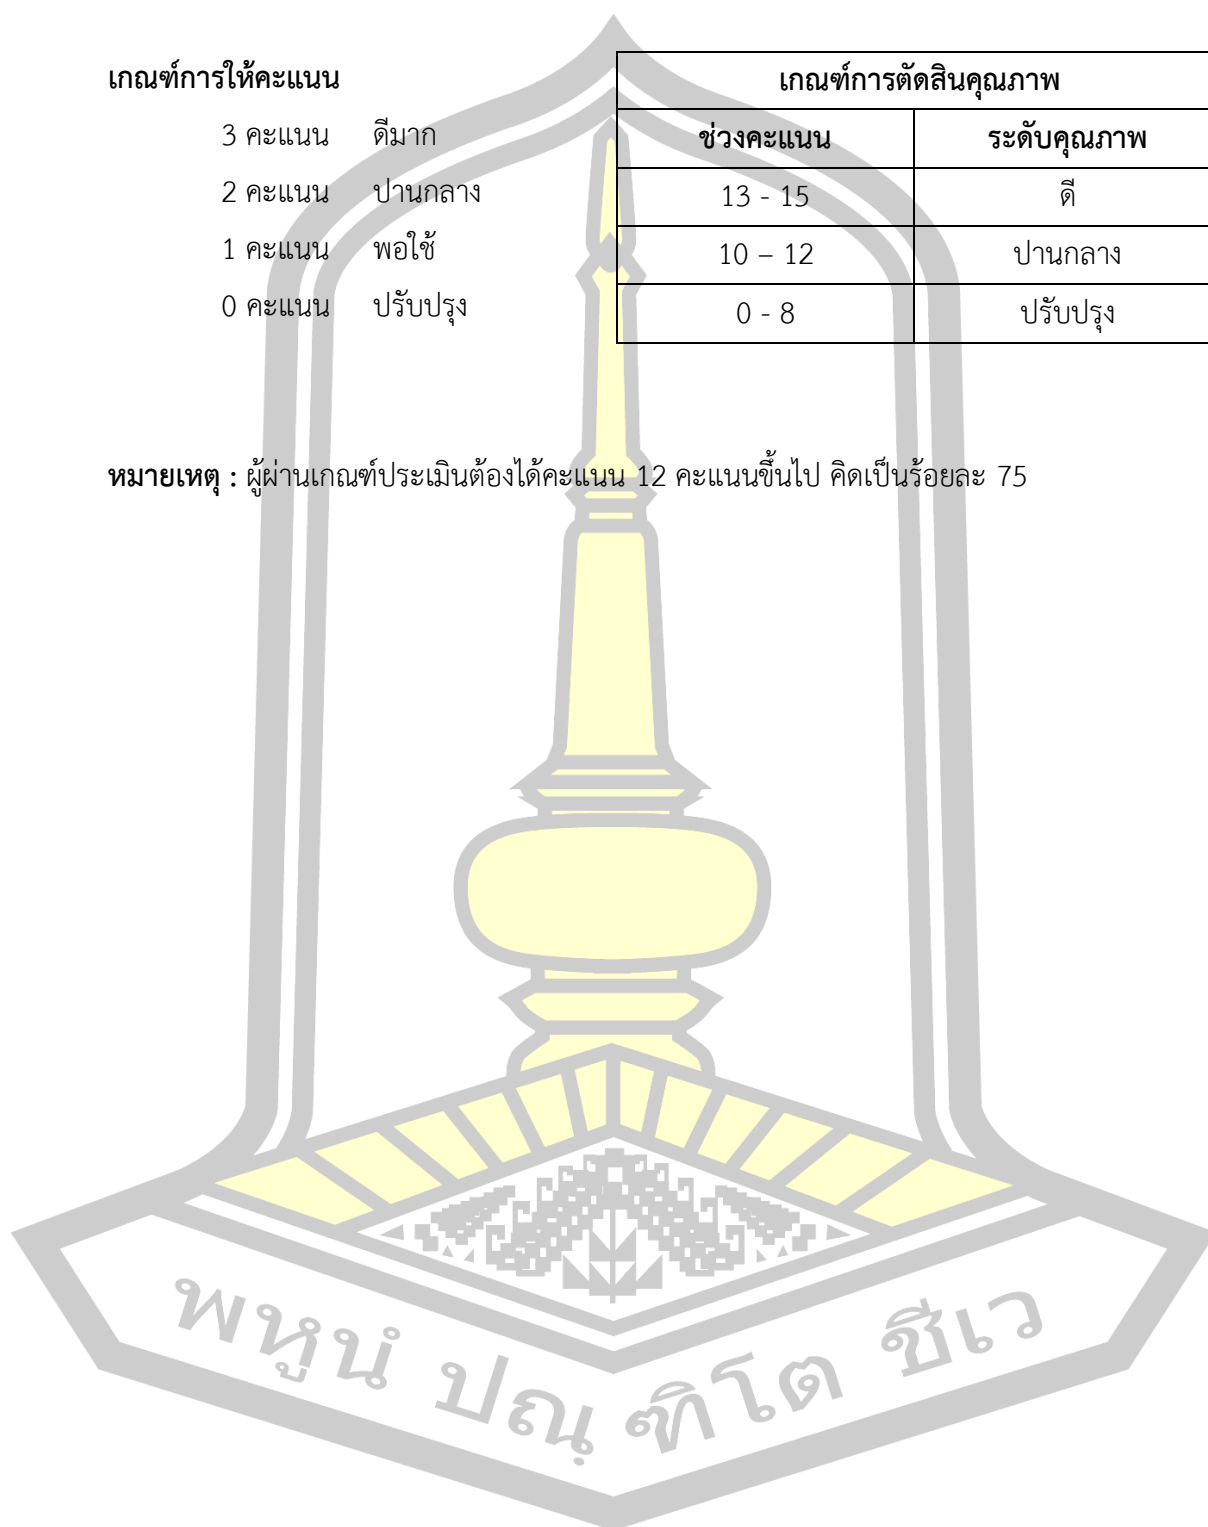 เกณฑ์การให้คะแนน
3 คะแนน ดีมาก
2 คะแนน ปานกลาง
1 คะแนน พอใช้
0 คะแนน ปรับปรุง
เกณฑ์การตัดสินคุณภาพ
ช่วงคะแนน ระดับคุณภาพ
13 - 15 ดี
10 – 12 ปานกลาง
0 - 8 ปรับปรุง
หมายเหตุ : ผู้ผ่านเกณฑ์ประเมินต้องได้คะแนน 12 คะแนนขึ้นไป คิดเป็นร้อยละ 75
พหูนํ ปณฺ ฑิโต ชีเว